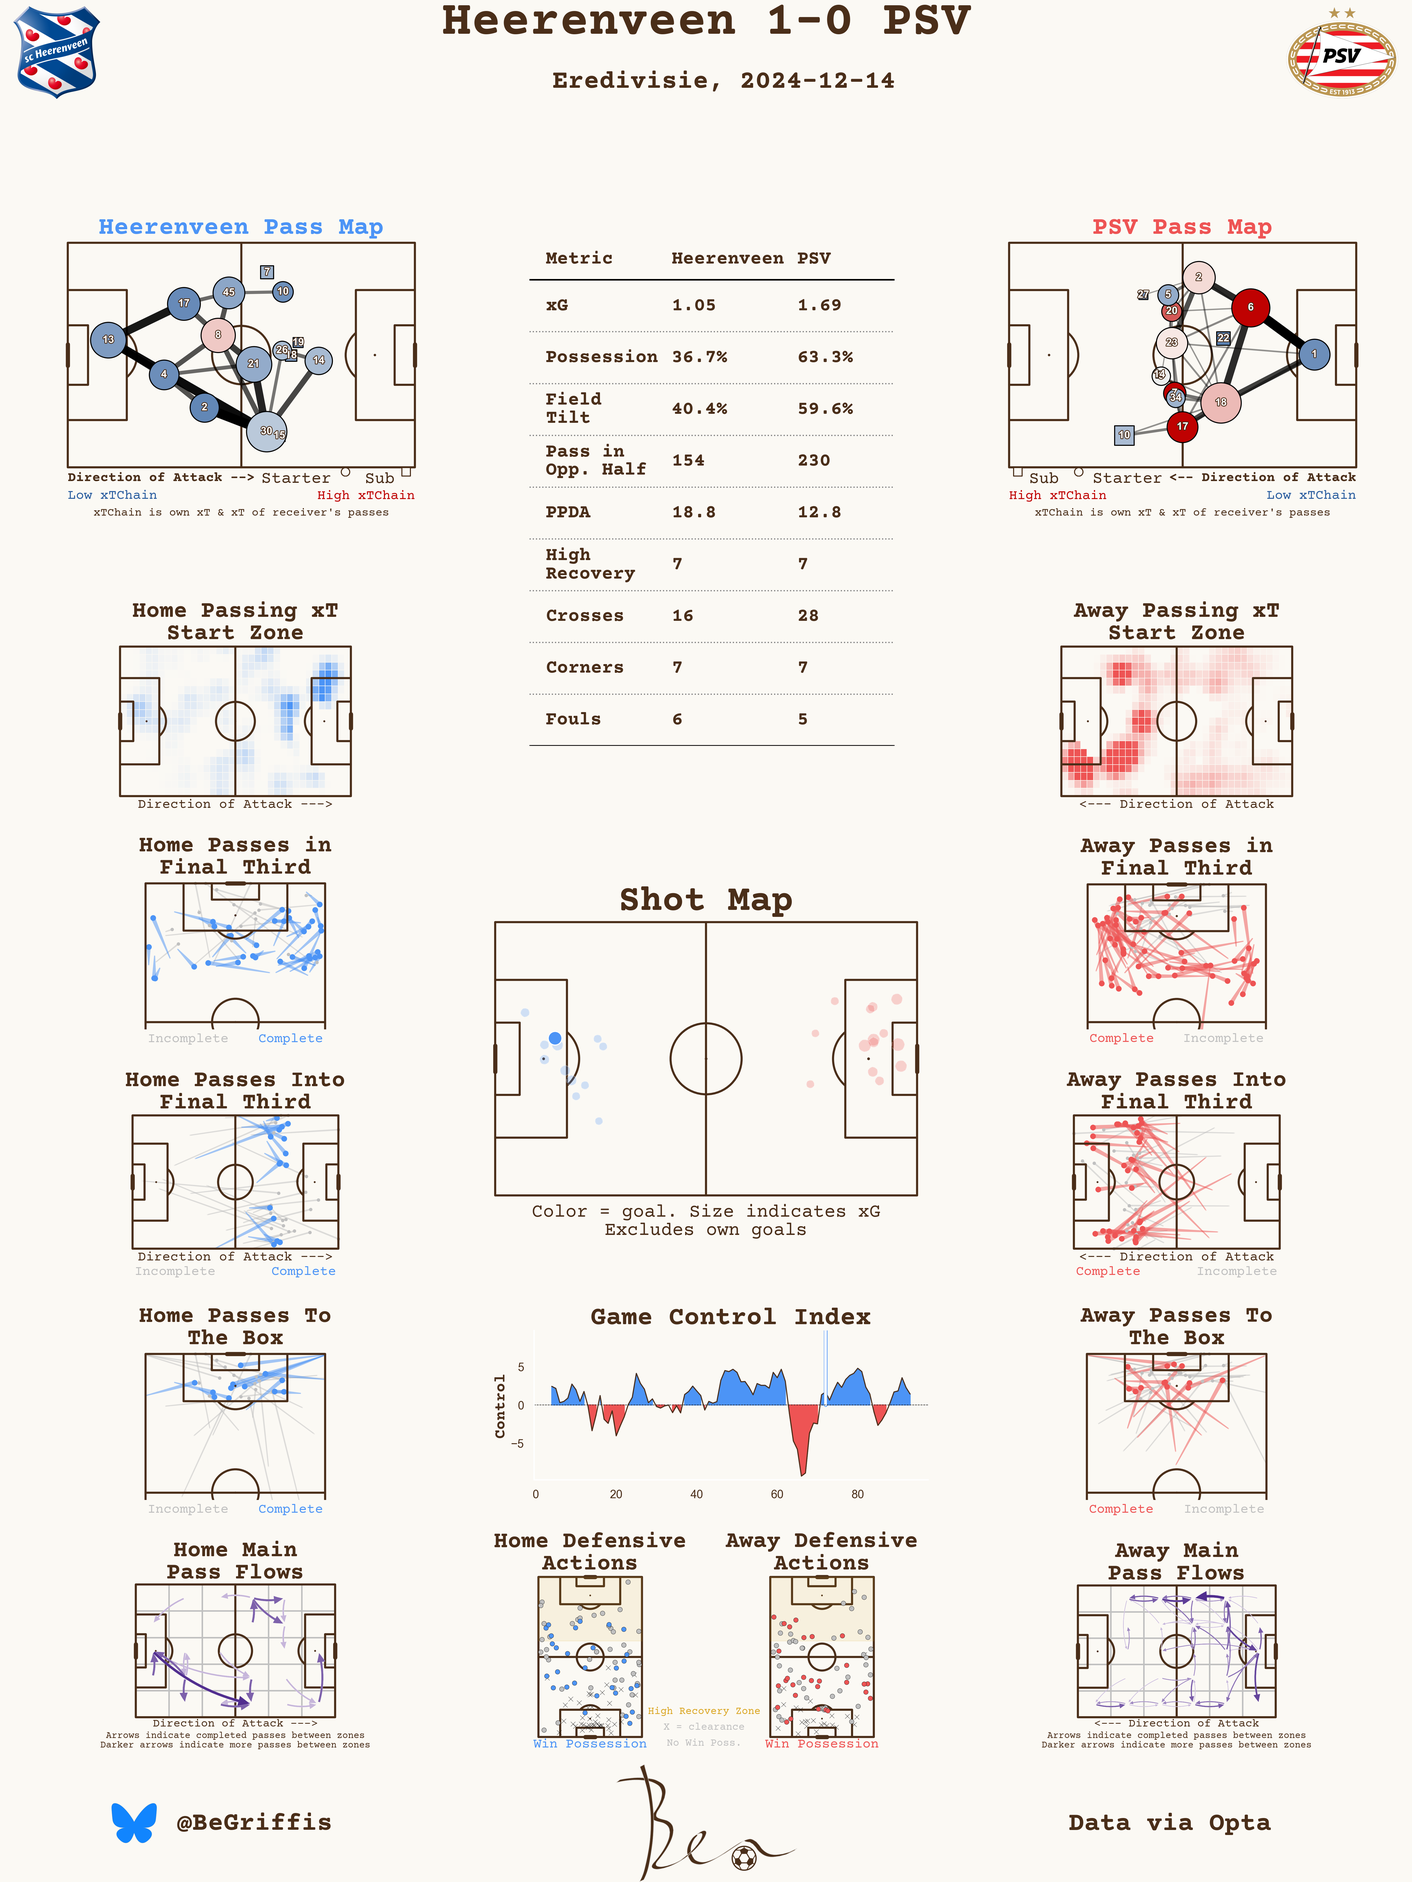 Heerenveen 1-0 PSV
Eredivisie, 2024-12-14
sc Heerenveen
PSV
EST 1913
Heerenveen Pass Map
7
17
45
10
13
8
26
19
18
14
4
21
2
30
15
Direction of Attack --> Starter Sub
Low xTChain High xTChain
xTChain is own xT & xT of receiver's passes
Metric Heerenveen PSV
xG 1.05 1.69
Possession 36.7% 63.3%
Field
Tilt 40.4% 59.6%
Pass in
Opp. Half 154 230
PPDA 18.8 12.8
High
Recovery 7 7
Crosses 16 28
Corners 7 7
Fouls 6 5
PSV Pass Map
2
27
5
20
6
23
22
1
14
34
18
10
17
Sub Starter <-- Direction of Attack
High xTChain Low xTChain
xTChain is own xT & xT of receiver's passes
Home Passing xT
Start Zone
Direction of Attack --->
Away Passing xT
Start Zone
<--- Direction of Attack
Home Passes in
Final Third
Incomplete Complete
Away Passes in
Final Third
Complete Incomplete
Shot Map
Color = goal. Size indicates xG
Excludes own goals
Home Passes Into
Final Third
Direction of Attack --->
Incomplete Complete
Away Passes Into
Final Third
<--- Direction of Attack
Complete Incomplete
Home Passes To
The Box
Incomplete Complete
Game Control Index
Control
5
0
−5
0 20 40 60 80
Away Passes To
The Box
Complete Incomplete
Home Main
Pass Flows
Direction of Attack --->
Arrows indicate completed passes between zones
Darker arrows indicate more passes between zones
Home Defensive
Actions
Win Possession
Away Defensive
Actions
Win Possession
High Recovery Zone
X = clearance
No Win Poss.
Away Main
Pass Flows
<--- Direction of Attack
Arrows indicate completed passes between zones
Darker arrows indicate more passes between zones
@BeGriffis
Ben
Data via Opta